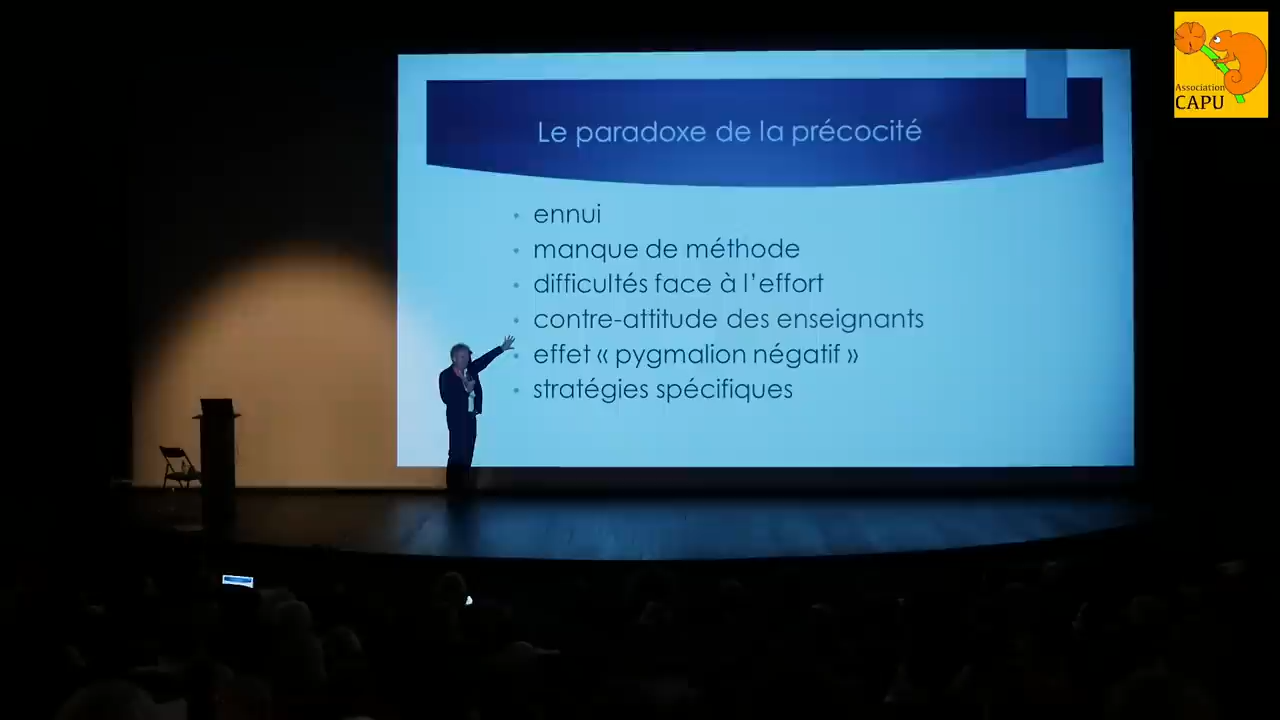 Association
CAPU
Le paradoxe de la précocité
• ennui
• manque de méthode
• difficultés face à l’effort
• contre-attitude des enseignants
• effet « pygmalion négatif »
• stratégies spécifiques